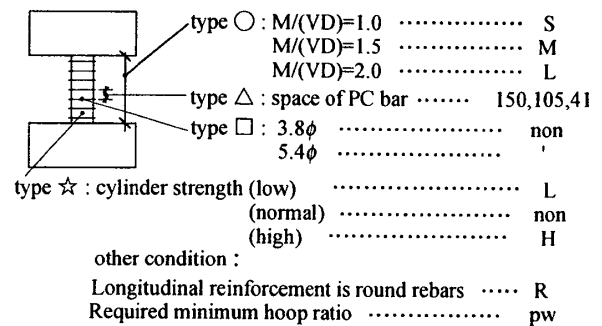 type ○ : M/(VD)=1.0 ·················· S
M/(VD)=1.5 ·················· M
M/(VD)=2.0 ·················· L
type △ : space of PC bar ······· 150,105,41
type □ : 3.8ϕ ····················· non
5.4ϕ ····················· '
type ☆ : cylinder strength (low) ························ L
(normal) ····················· non
(high) ························ H
other condition :
Longitudinal reinforcement is round rebars ····· R
Required minimum hoop ratio ················· pw